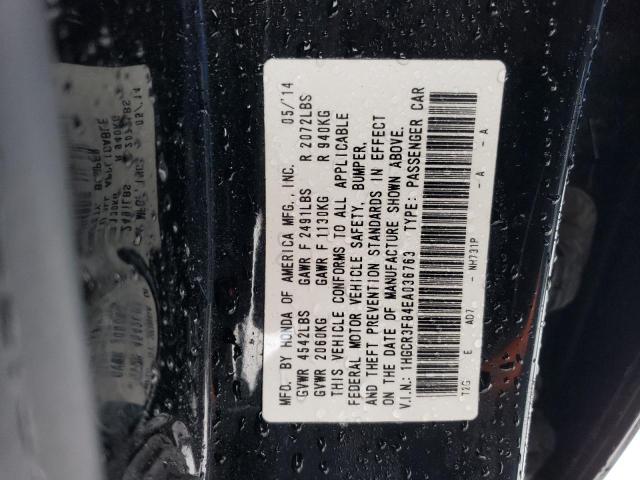 MFD. BY HONDA OF AMERICA MFG., INC. 05/'14
GVWR 4542LBS GAWR F 2491LBS R 2072LBS
GVWR 2060KG GAWR F 1130KG R 940KG
THIS VEHICLE CONFORMS TO ALL APPLICABLE
FEDERAL MOTOR VEHICLE SAFETY, BUMPER,
AND THEFT PREVENTION STANDARDS IN EFFECT
ON THE DATE OF MANUFACTURE SHOWN ABOVE.
V.I.N.: 1HGCR3F84EA036763 TYPE: PASSENGER CAR
T2G E AO7 - NH731P - A - A